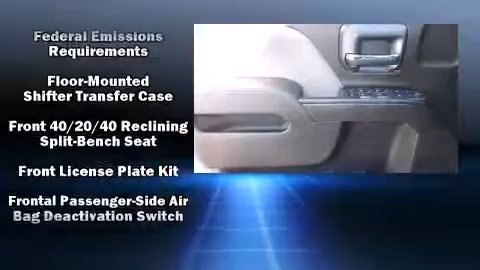 Federal Emissions
Requirements
Floor-Mounted
Shifter Transfer Case
Front 40/20/40 Reclining
Split-Bench Seat
Front License Plate Kit
Frontal Passenger-Side Air
Bag Deactivation Switch